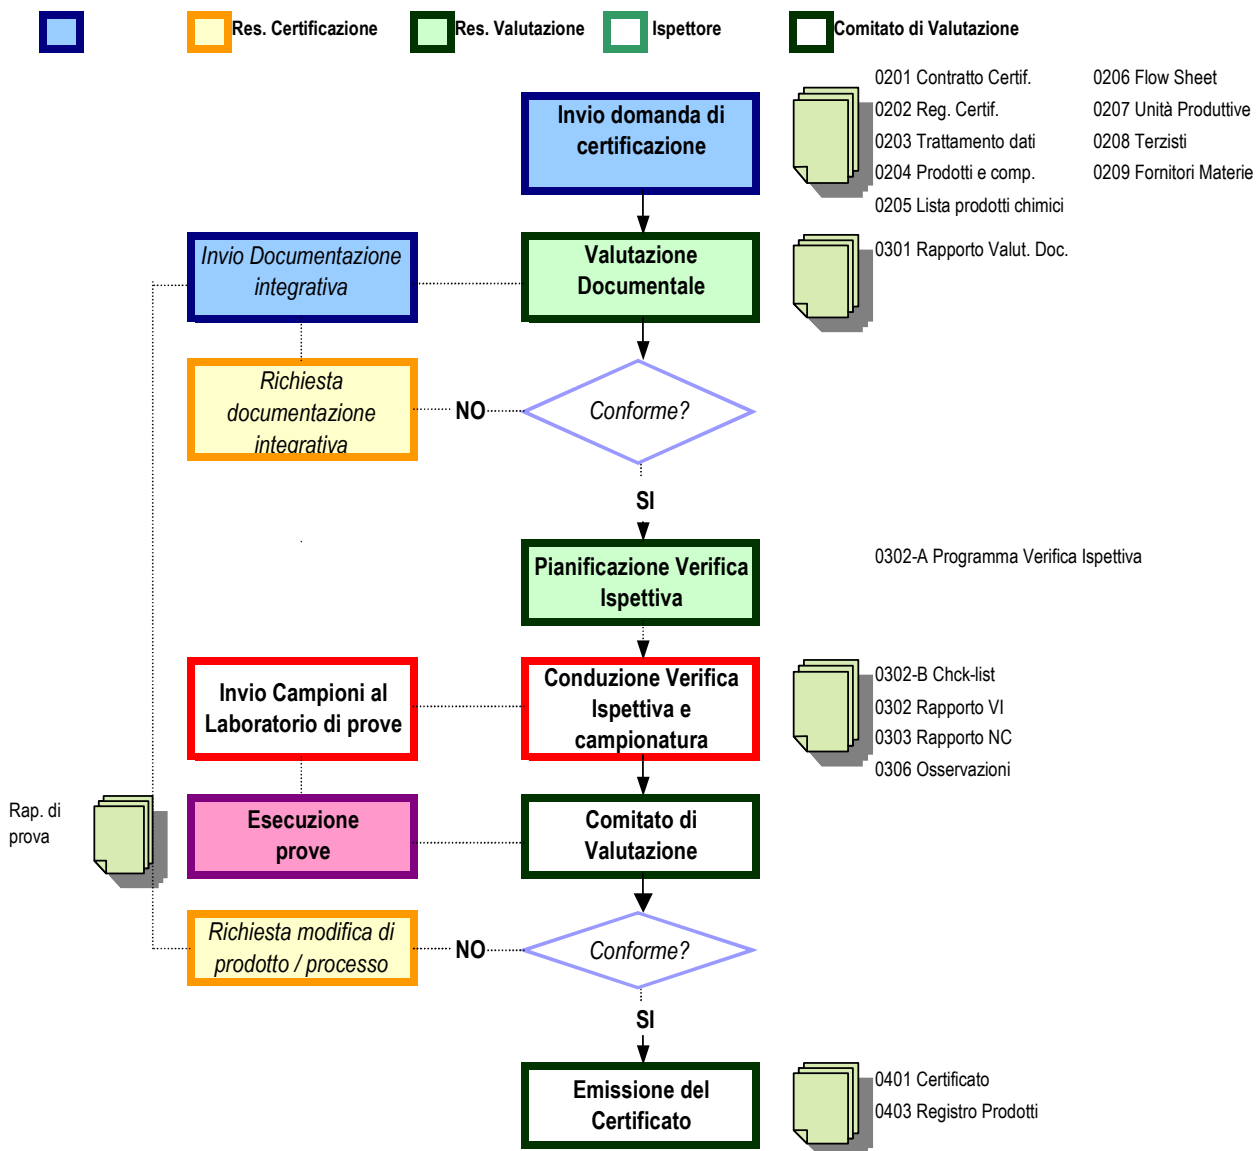 Res. Certificazione
Res. Valutazione
Ispettore
Comitato di Valutazione
Invio domanda di
certificazione
0201 Contratto Certif.
0202 Reg. Certif.
0203 Trattamento dati
0204 Prodotti e comp.
0205 Lista prodotti chimici
0206 Flow Sheet
0207 Unità Produttive
0208 Terzisti
0209 Fornitori Materie
Invio Documentazione
integrativa
Valutazione
Documentale
0301 Rapporto Valut. Doc.
Richiesta
documentazione
integrativa
NO
Conforme?
SI
Pianificazione Verifica
Ispettiva
0302-A Programma Verifica Ispettiva
Invio Campioni al
Laboratorio di prove
Conduzione Verifica
Ispettiva e
campionatura
0302-B Chck-list
0302 Rapporto VI
0303 Rapporto NC
0306 Osservazioni
Rap. di
prova
Esecuzione
prove
Comitato di
Valutazione
Richiesta modifica di
prodotto / processo
NO
Conforme?
SI
Emissione del
Certificato
0401 Certificato
0403 Registro Prodotti